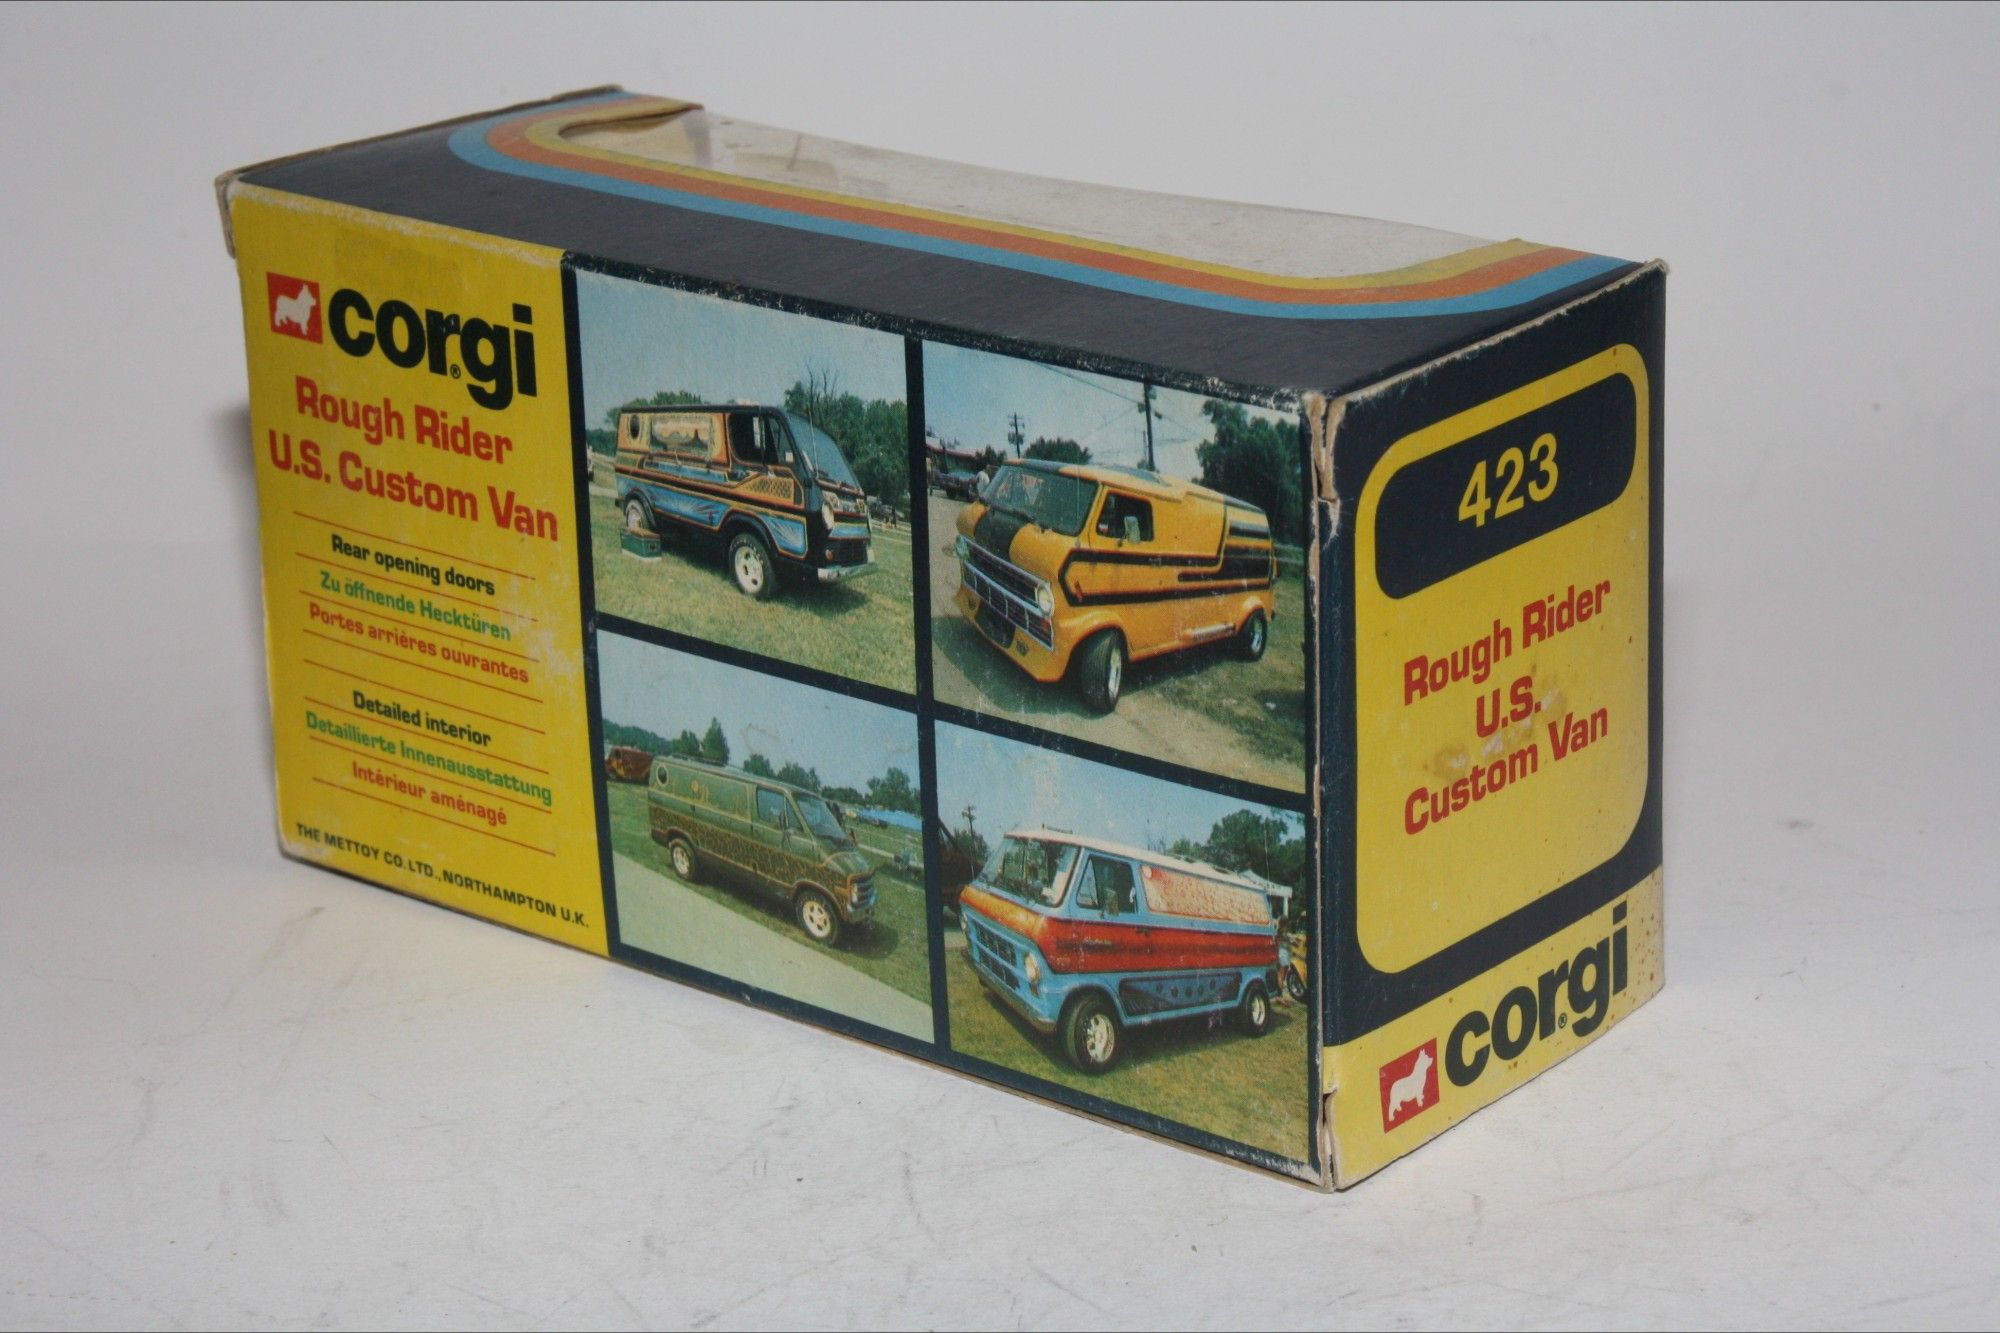 corgi®
Rough Rider
U.S. Custom Van
Rear opening doors
Zu öffnende Hecktüren
Portes arrières ouvrantes
Detailed interior
Detaillierte Innenausstattung
Intérieur aménagé
THE METTOY CO. LTD., NORTHAMPTON U.K.
423
Rough Rider
U.S.
Custom Van
corgi®